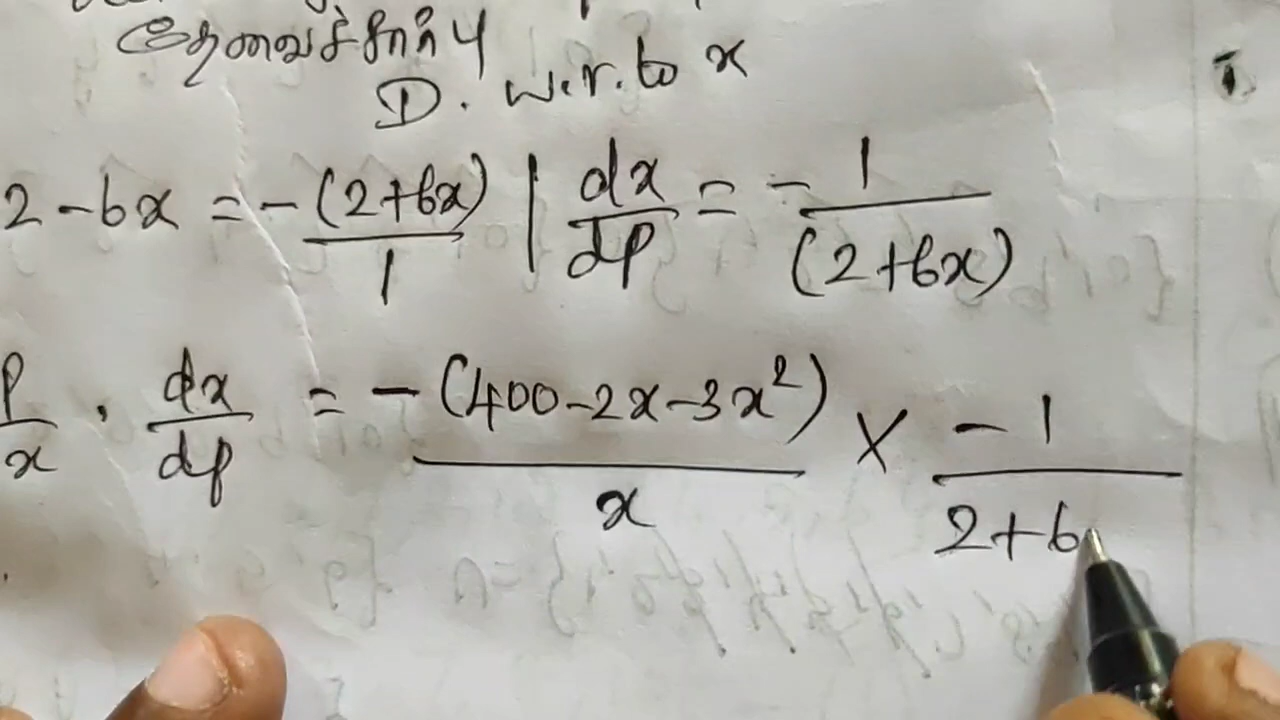 தேவைச்சார்பு
D. w.r.to x
2 - 6x = -(2+6x)/1 | dx/dp = - 1/(2+6x)
p/x . dx/dp = -(400-2x-3x²)/x × -1/2+6